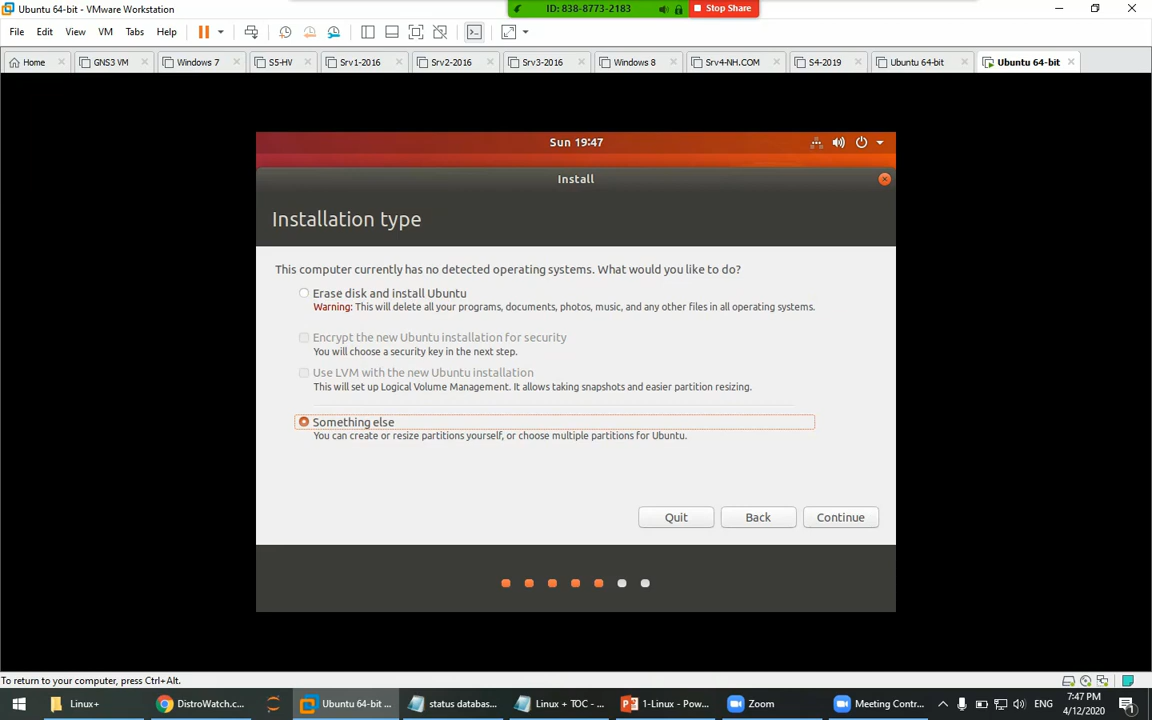 Ubuntu 64-bit - VMware Workstation
ID: 838-8773-2183
Stop Share
File Edit View VM Tabs Help
Home
GNS3 VM
Windows 7
S5-HV
Srv1-2016
Srv2-2016
Srv3-2016
Windows 8
Srv4-NH.COM
S4-2019
Ubuntu 64-bit
Ubuntu 64-bit
Sun 19:47
Install
Installation type
This computer currently has no detected operating systems. What would you like to do?
Erase disk and install Ubuntu
Warning: This will delete all your programs, documents, photos, music, and any other files in all operating systems.
Encrypt the new Ubuntu installation for security
You will choose a security key in the next step.
Use LVM with the new Ubuntu installation
This will set up Logical Volume Management. It allows taking snapshots and easier partition resizing.
Something else
You can create or resize partitions yourself, or choose multiple partitions for Ubuntu.
Quit
Back
Continue
To return to your computer, press Ctrl+Alt.
Linux+
DistroWatch.c...
Ubuntu 64-bit ...
status databas...
Linux + TOC - ...
1-Linux - Pow...
Zoom
Meeting Contr...
ENG
7:47 PM
4/12/2020
1